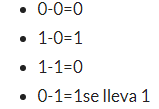 • 0-0=0
• 1-0=1
• 1-1=0
• 0-1=1se lleva 1